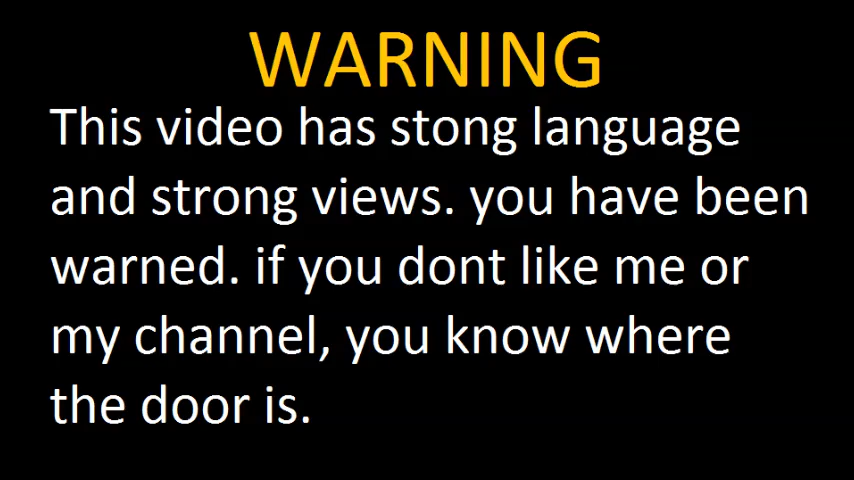 WARNING
This video has stong language
and strong views. you have been
warned. if you dont like me or
my channel, you know where
the door is.